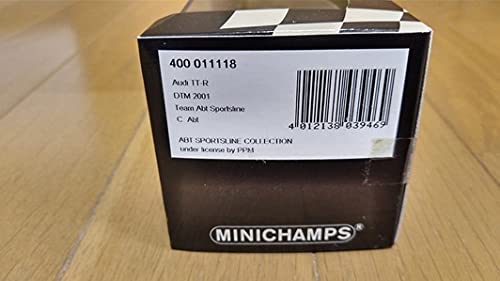 400 011118
Audi TT-R
DTM 2001
Team Abt Sportsline
C. Abt
4 012138 039469
ABT SPORTSLINE COLLECTION
under license by PPM
MINICHAMPS®